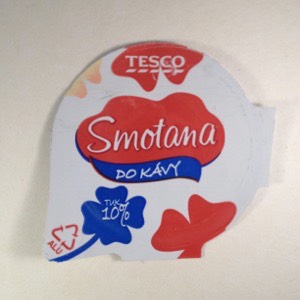 TESCO
Smotana
DO KÁVY
TUK
10%
ALU